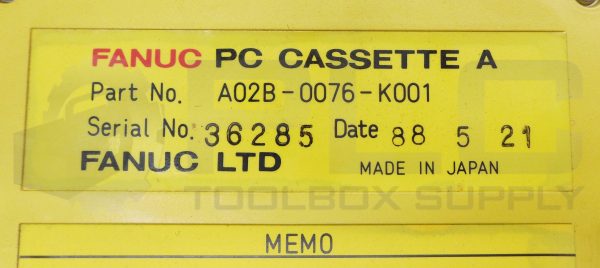 FANUC PC CASSETTE A
Part No. A02B-0076-K001
Serial No. 36285 Date 88 5 21
FANUC LTD MADE IN JAPAN
PLC
TOOLBOX SUPPLY
MEMO